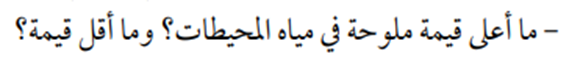 – ما أعلى قيمة ملوحة في مياه المحيطات؟ وما أقل قيمة؟